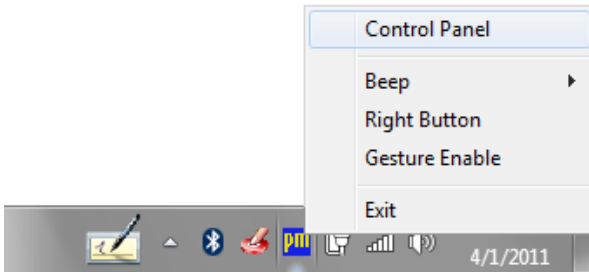 Control Panel
Beep
Right Button
Gesture Enable
Exit
pm
4/1/2011